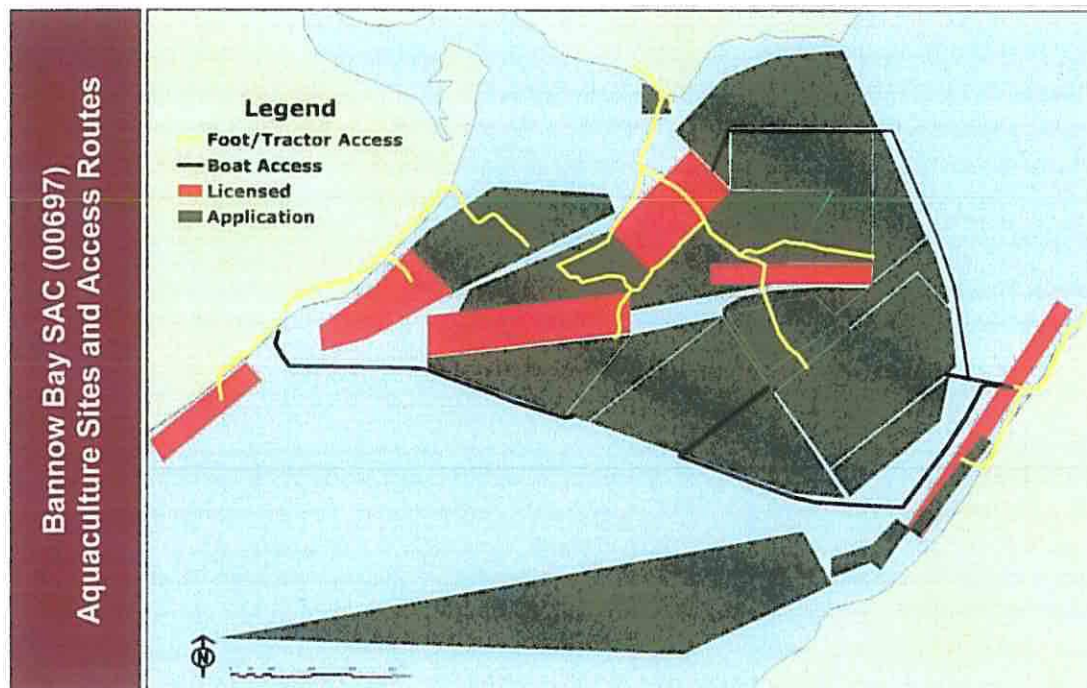 Bannow Bay SAC (00697)
Aquaculture Sites and Access Routes
Legend
Foot/Tractor Access
Boat Access
Licensed
Application
N